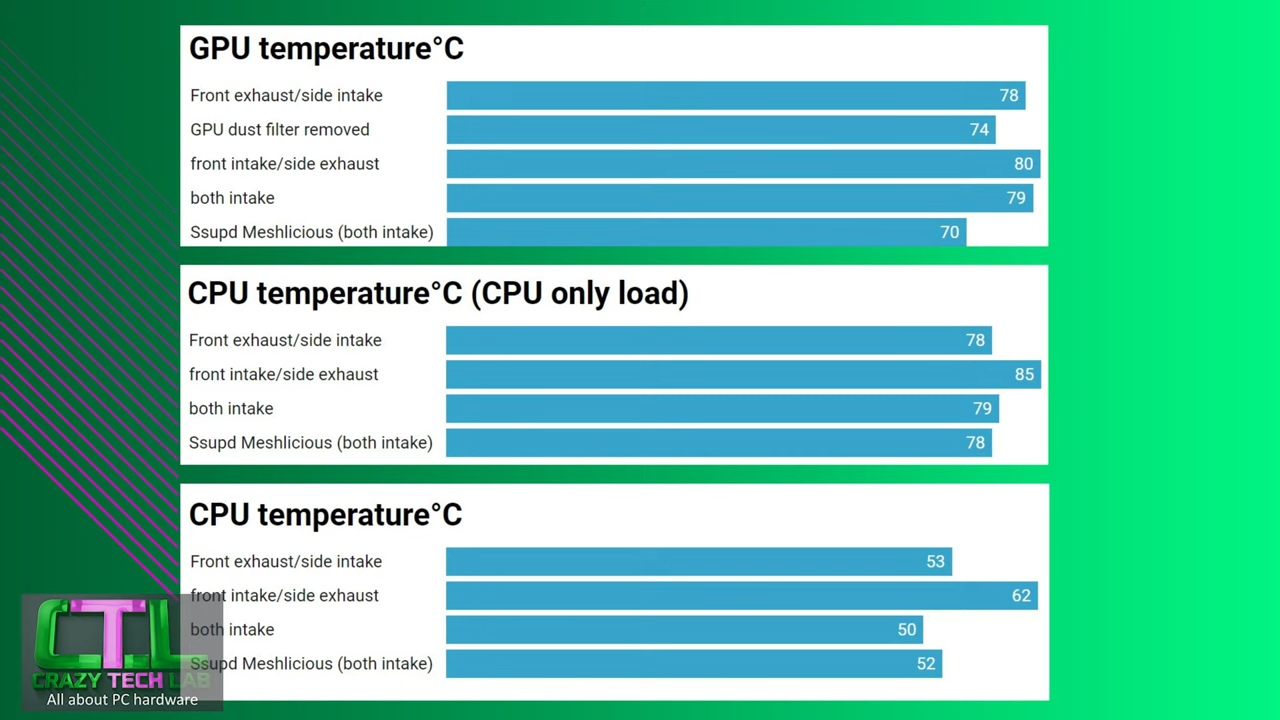 GPU temperature°C
Front exhaust/side intake 78
GPU dust filter removed 74
front intake/side exhaust 80
both intake 79
Ssupd Meshlicious (both intake) 70
CPU temperature°C (CPU only load)
Front exhaust/side intake 78
front intake/side exhaust 85
both intake 79
Ssupd Meshlicious (both intake) 78
CPU temperature°C
Front exhaust/side intake 53
front intake/side exhaust 62
both intake 50
Ssupd Meshlicious (both intake) 52
CTL
CRAZY TECH LAB
All about PC hardware